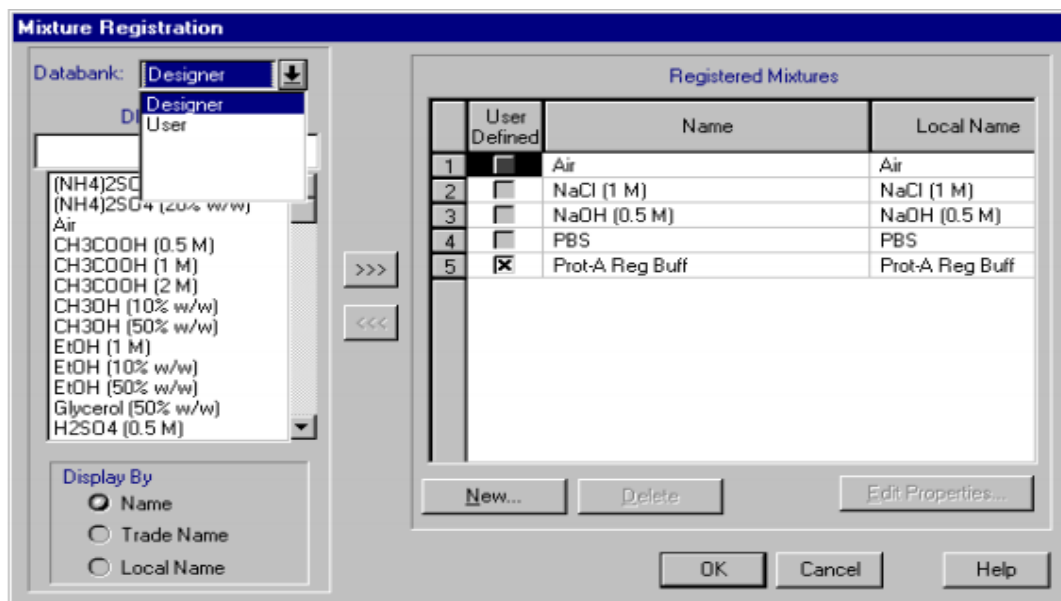 Mixture Registration
Databank:
Designer
Designer
User
(NH4)2SO4 (20% w/w)
Air
CH3COOH (0.5 M)
CH3COOH (1 M)
CH3COOH (2 M)
CH3OH (10% w/w)
CH3OH (50% w/w)
EtOH (1 M)
EtOH (10% w/w)
EtOH (50% w/w)
Glycerol (50% w/w)
H2SO4 (0.5 M)
Display By
Name
Trade Name
Local Name
>>>
<<<
Registered Mixtures
User Defined Name Local Name
1 Air Air
2 NaCl (1 M) NaCl (1 M)
3 NaOH (0.5 M) NaOH (0.5 M)
4 PBS PBS
5 Prot-A Reg Buff Prot-A Reg Buff
New... Delete Edit Properties...
OK Cancel Help